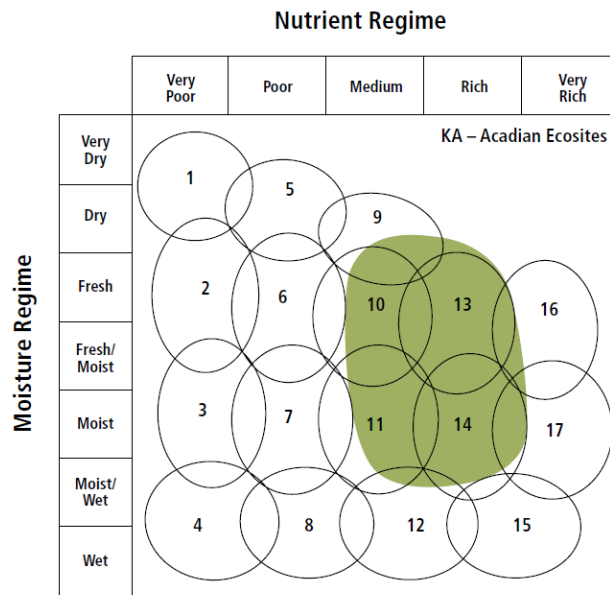 Nutrient Regime
Very
Poor
Poor
Medium
Rich
Very
Rich
KA – Acadian Ecosites
Moisture Regime
Very
Dry
Dry
Fresh
Fresh/
Moist
Moist
Moist/
Wet
Wet
1
5
9
2
6
10
13
16
3
7
11
14
17
4
8
12
15